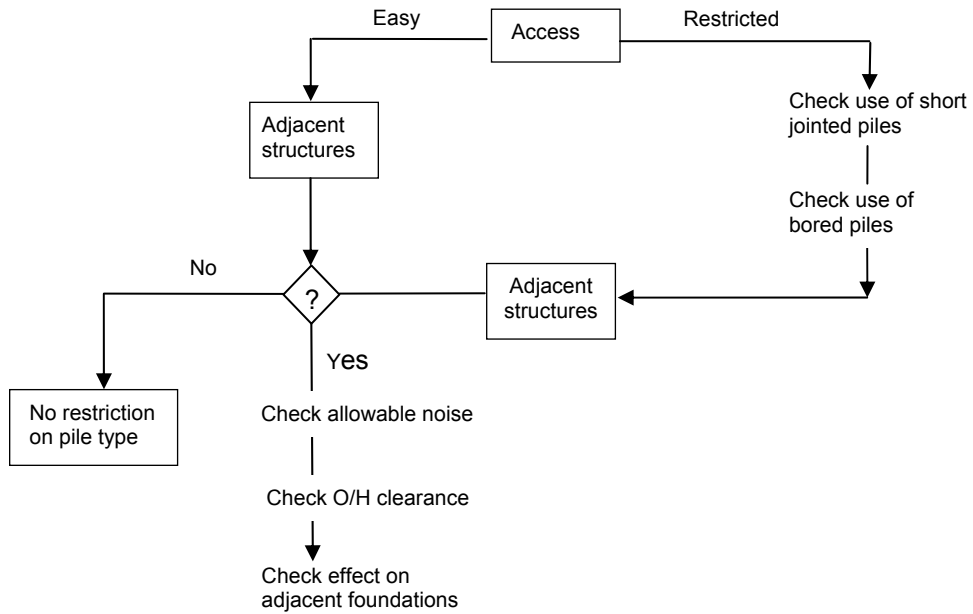 Easy
Access
Restricted
Adjacent
structures
Check use of short
jointed piles
Check use of
bored piles
No
?
Adjacent
structures
Yes
No restriction
on pile type
Check allowable noise
Check O/H clearance
Check effect on
adjacent foundations